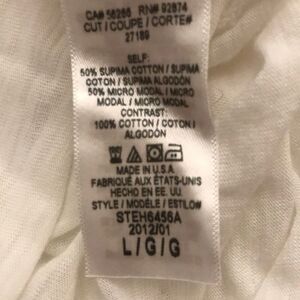 CA# 56266 RN# 92874
CUT / COUPE / CORTE#
27189
SELF:
50% SUPIMA COTTON / SUPIMA
COTON / SUPIMA ALGODÓN
50% MICRO MODAL / MICRO
MODAL / MICRO MODAL
CONTRAST:
100% COTTON / COTON /
ALGODÓN
MADE IN U.S.A.
FABRIQUÉ AUX ÉTATS-UNIS
HECHO EN EE. UU.
STYLE / MODÈLE / ESTILO#
STEH6456A
2012/01
L / G / G